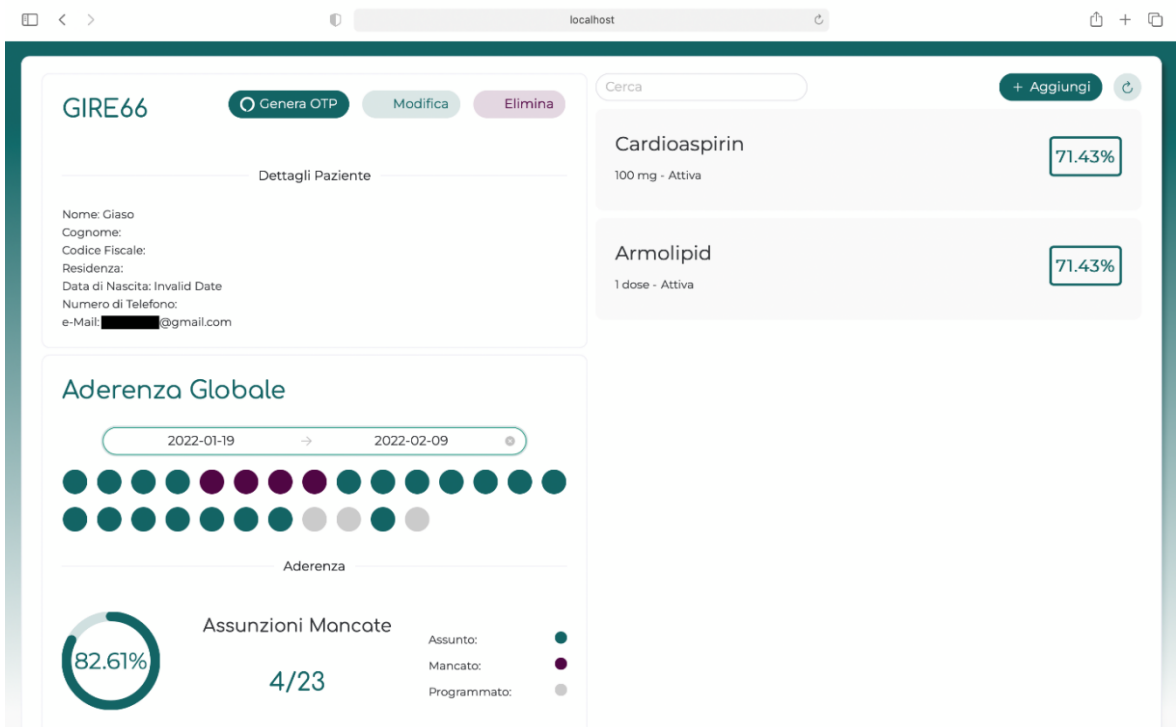 localhost
GIRE66
Genera OTP
Modifica
Elimina
Dettagli Paziente
Nome: Giaso
Cognome:
Codice Fiscale:
Residenza:
Data di Nascita: Invalid Date
Numero di Telefono:
e-Mail: @gmail.com
Aderenza Globale
2022-01-19 → 2022-02-09
Aderenza
82.61%
Assunzioni Mancate
4/23
Assunto:
Mancato:
Programmato:
Cerca
+ Aggiungi
Cardioaspirin
100 mg - Attiva
71.43%
Armolipid
1 dose - Attiva
71.43%